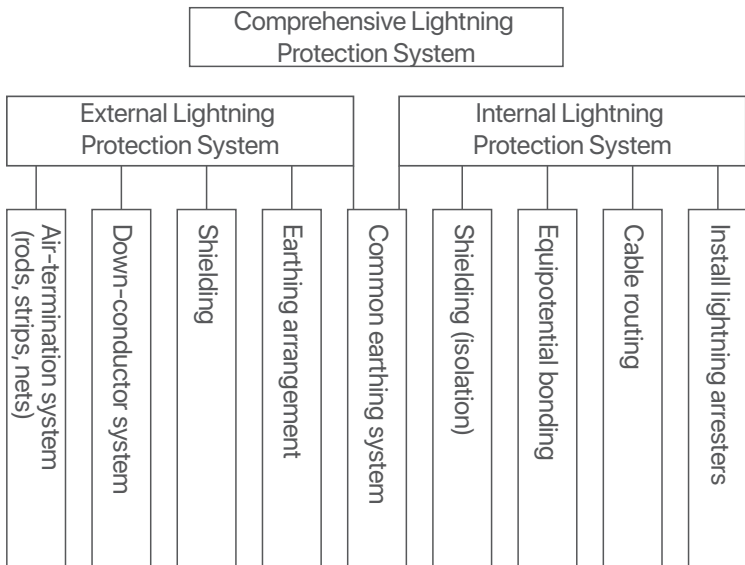 Comprehensive Lightning
Protection System
External Lightning
Protection System
Internal Lightning
Protection System
Air-termination system
(rods, strips, nets)
Down-conductor system
Shielding
Earthing arrangement
Common earthing system
Shielding (isolation)
Equipotential bonding
Cable routing
Install lightning arresters